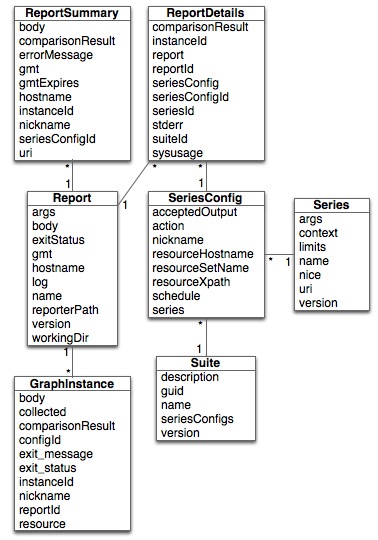 ReportSummary
body
comparisonResult
errorMessage
gmt
gmtExpires
hostname
instanceId
nickname
seriesConfigId
uri
ReportDetails
comparisonResult
instanceId
report
reportId
seriesConfig
seriesConfigId
seriesId
stderr
suiteId
sysusage
*
1
*
1
*
1
Report
args
body
exitStatus
gmt
hostname
log
name
reporterPath
version
workingDir
SeriesConfig
acceptedOutput
action
nickname
resourceHostname
resourceSetName
resourceXpath
schedule
series
*
1
Series
args
context
limits
name
nice
uri
version
1
*
*
1
GraphInstance
body
collected
comparisonResult
configId
exit_message
exit_status
instanceId
nickname
reportId
resource
Suite
description
guid
name
seriesConfigs
version